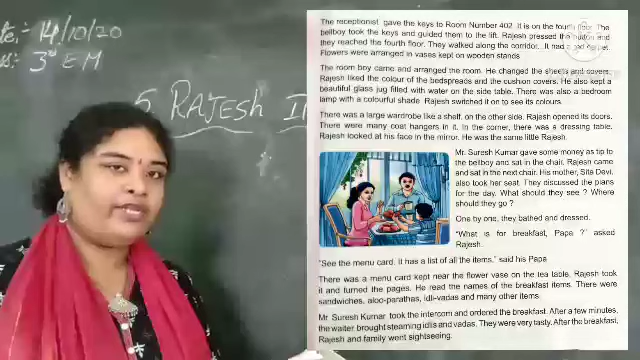 14/10/20
3rd E M
5. RAJESH I
The receptionist gave the keys to Room Number 402. It is on the fourth floor. The
bellboy took the keys and guided them to the lift. Rajesh pressed the button and
they reached the fourth floor. They walked along the corridor. It had a red carpet.
Flowers were arranged in vases kept on wooden stands
The room boy came and arranged the room. He changed the sheets and covers.
Rajesh liked the colour of the bedspreads and the cushion covers. He also kept a
beautiful glass jug filled with water on the side table. There was also a bedroom
lamp with a colourful shade. Rajesh switched it on to see its colours.
There was a large wardrobe like a shelf, on the other side. Rajesh opened its doors.
There were many coat hangers in it. In the corner, there was a dressing table.
Rajesh looked at his face in the mirror. He was the same little Rajesh.
Mr. Suresh Kumar gave some money as tip to
the bellboy and sat in the chair. Rajesh came
and sat in the next chair. His mother, Sita Devi,
also took her seat. They discussed the plans
for the day. What should they see ? Where
should they go ?
One by one, they bathed and dressed.
"What is for breakfast, Papa ?" asked
Rajesh.
"See the menu card. It has a list of all the items," said his Papa
There was a menu card kept near the flower vase on the tea table. Rajesh took
it and turned the pages. He read the names of the breakfast items. There were
sandwiches, aloo-parathas, idli-vadas and many other items.
Mr. Suresh Kumar took the intercom and ordered the breakfast. After a few minutes,
the waiter brought steaming idlis and vadas. They were very tasty. After the breakfast,
Rajesh and family went sightseeing.